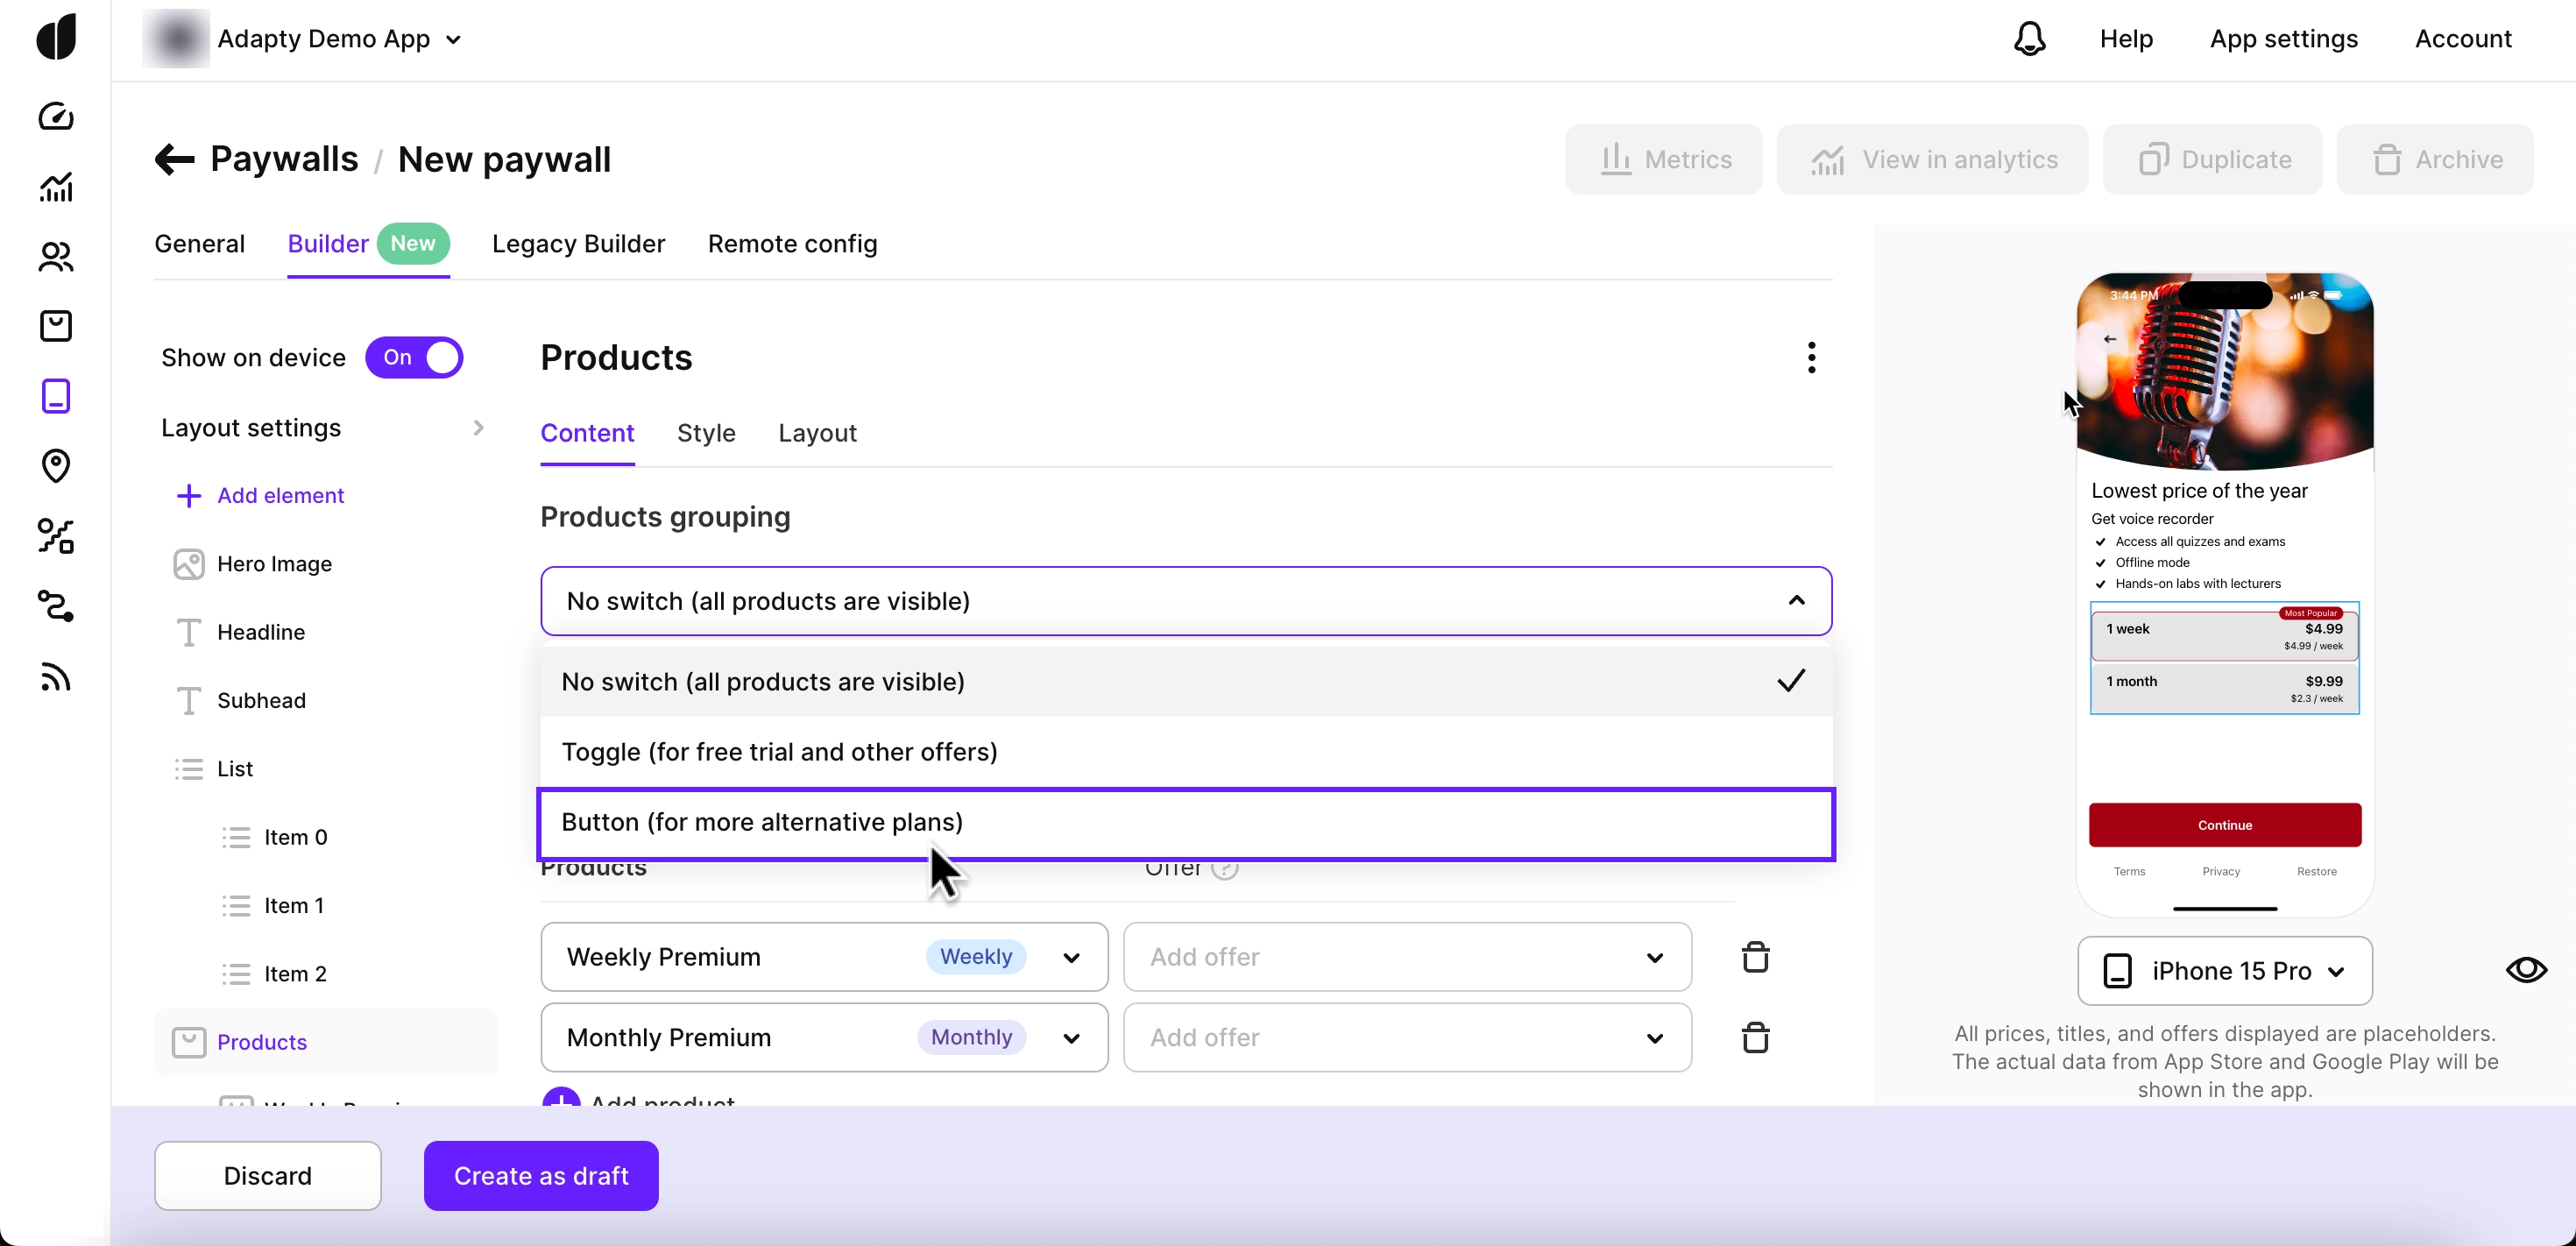 Adapty Demo App
Help
App settings
Account
Paywalls / New paywall
Metrics
View in analytics
Duplicate
Archive
General
Builder New
Legacy Builder
Remote config
Show on device On
Layout settings
Add element
Hero Image
Headline
Subhead
List
Item 0
Item 1
Item 2
Products
Products
Content
Style
Layout
Products grouping
No switch (all products are visible)
No switch (all products are visible)
Toggle (for free trial and other offers)
Button (for more alternative plans)
Products
Offer ?
Weekly Premium Weekly
Add offer
Monthly Premium Monthly
Add offer
Add product
Discard
Create as draft
3:44 PM
Lowest price of the year
Get voice recorder
Access all quizzes and exams
Offline mode
Hands-on labs with lecturers
Most Popular
1 week $4.99
$4.99 / week
1 month $9.99
$2.3 / week
Continue
Terms Privacy Restore
iPhone 15 Pro
All prices, titles, and offers displayed are placeholders.
The actual data from App Store and Google Play will be
shown in the app.